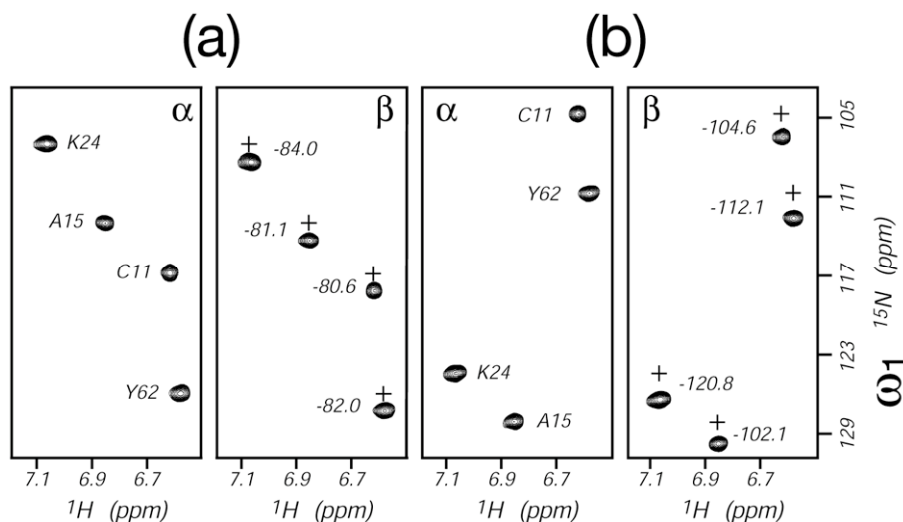 (a) (b)
α β α β
K24
-84.0
A15
-81.1
C11
-80.6
Y62
-82.0
C11
-104.6
Y62
-112.1
K24
-120.8
A15
-102.1
105
111
117
123
129
¹⁵N (ppm)
ω1
7.1 6.9 6.7 7.1 6.9 6.7 7.1 6.9 6.7 7.1 6.9 6.7
¹H (ppm) ¹H (ppm) ¹H (ppm) ¹H (ppm)